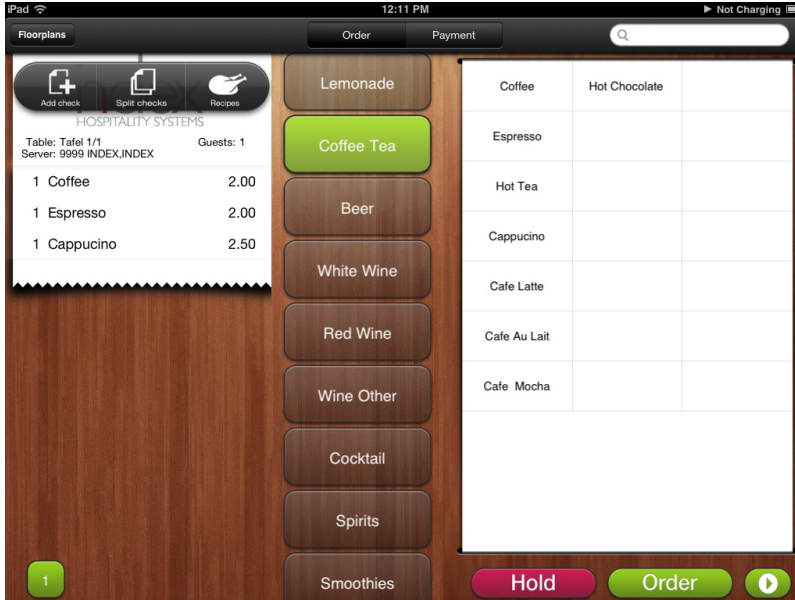 iPad 12:11 PM Not Charging
Floorplans Order Payment
Add check Split checks Recipes
HOSPITALITY SYSTEMS
Table: Tafel 1/1 Guests: 1
Server: 9999 INDEX,INDEX
1 Coffee 2.00
1 Espresso 2.00
1 Cappucino 2.50
1
Lemonade
Coffee Tea
Beer
White Wine
Red Wine
Wine Other
Cocktail
Spirits
Smoothies
Coffee Hot Chocolate
Espresso
Hot Tea
Cappucino
Cafe Latte
Cafe Au Lait
Cafe Mocha
Hold Order